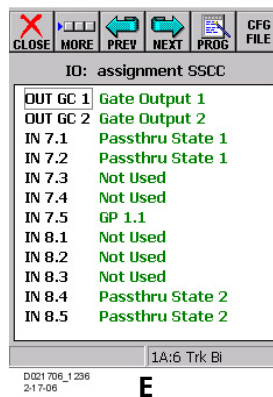 CLOSE MORE PREV NEXT PROG CFG FILE
IO: assignment SSCC
OUT GC 1 Gate Output 1
OUT GC 2 Gate Output 2
IN 7.1 Passthru State 1
IN 7.2 Passthru State 1
IN 7.3 Not Used
IN 7.4 Not Used
IN 7.5 GP 1.1
IN 8.1 Not Used
IN 8.2 Not Used
IN 8.3 Not Used
IN 8.4 Passthru State 2
IN 8.5 Passthru State 2
1A:6 Trk Bi
D021706_1236
2-17-06
E